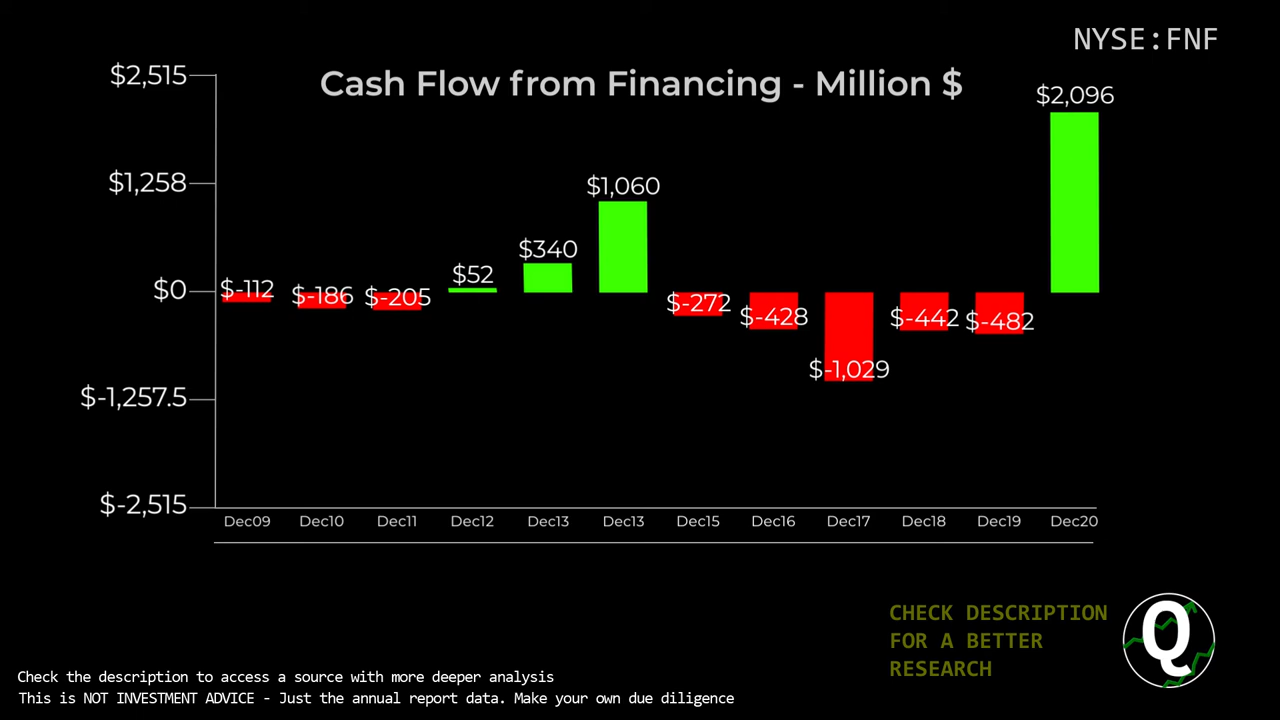 NYSE:FNF
Cash Flow from Financing - Million $
$2,515
$1,258
$0
$-1,257.5
$-2,515
$-112
$-186
$-205
$52
$340
$1,060
$-272
$-428
$-1,029
$-442
$-482
$2,096
Dec09 Dec10 Dec11 Dec12 Dec13 Dec13 Dec15 Dec16 Dec17 Dec18 Dec19 Dec20
CHECK DESCRIPTION
FOR A BETTER
RESEARCH
Q
Check the description to access a source with more deeper analysis
This is NOT INVESTMENT ADVICE - Just the annual report data. Make your own due diligence